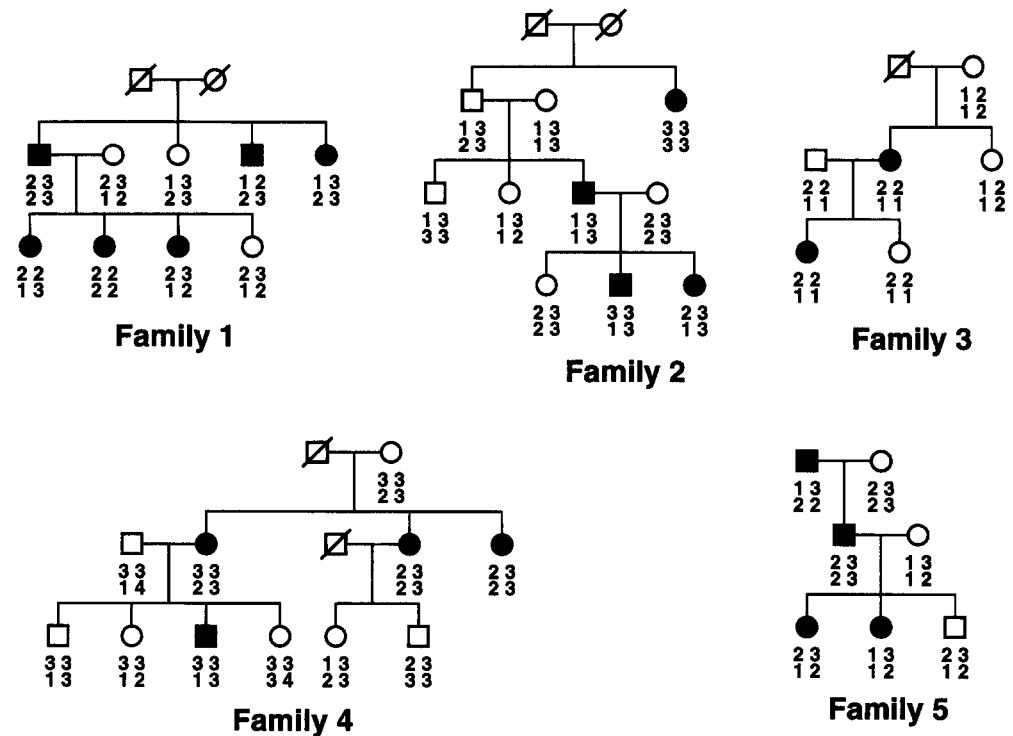 1 3 1 3 3 3
2 3 1 3 3 3
1 3 1 3 1 3 2 3
3 3 1 2 1 3 2 3
2 3 3 3 2 3
2 3 1 3 1 3
Family 2
2 3 2 3 1 3 1 2 1 3
2 3 1 2 2 3 2 3 2 3
2 2 2 2 2 3 2 3
1 3 2 2 1 2 1 2
Family 1
1 2
1 2
2 2 2 2 1 2
1 1 1 1 1 2
2 2 2 2
1 1 1 1
Family 3
3 3
2 3
3 3 3 3 2 3 2 3
1 4 2 3 2 3 2 3
3 3 3 3 3 3 3 3 1 3 2 3
1 3 1 2 1 3 3 4 2 3 3 3
Family 4
1 3 2 3
2 2 2 3
2 3 1 3
2 3 1 2
2 3 1 3 2 3
1 2 1 2 1 2
Family 5